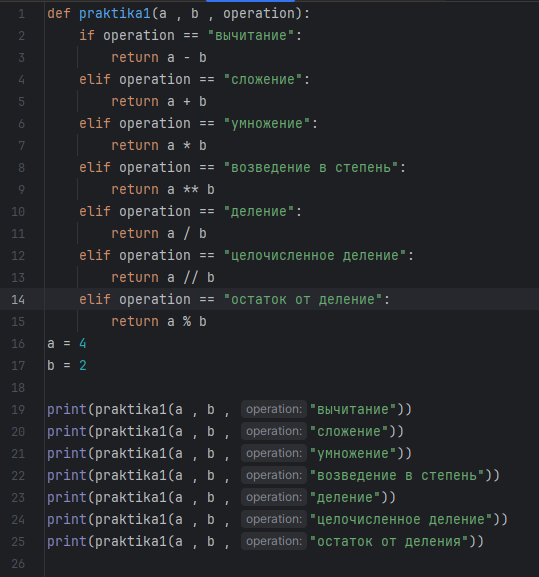 1 def praktika1(a , b , operation):
2     if operation == "вычитание":
3         return a - b
4     elif operation == "сложение":
5         return a + b
6     elif operation == "умножение":
7         return a * b
8     elif operation == "возведение в степень":
9         return a ** b
10     elif operation == "деление":
11         return a / b
12     elif operation == "целочисленное деление":
13         return a // b
14     elif operation == "остаток от деление":
15         return a % b
16 a = 4
17 b = 2
18
19 print(praktika1(a , b , operation: "вычитание"))
20 print(praktika1(a , b , operation: "сложение"))
21 print(praktika1(a , b , operation: "умножение"))
22 print(praktika1(a , b , operation: "возведение в степень"))
23 print(praktika1(a , b , operation: "деление"))
24 print(praktika1(a , b , operation: "целочисленное деление"))
25 print(praktika1(a , b , operation: "остаток от деления"))
26